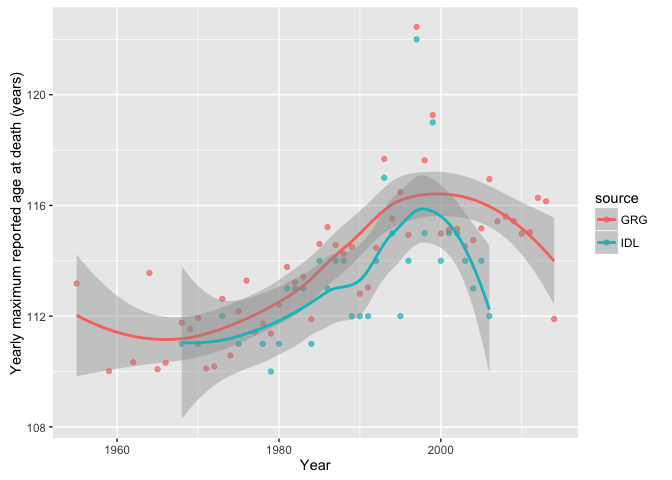 Yearly maximum reported age at death (years)
120
116
112
108
1960
1980
2000
Year
source
GRG
IDL